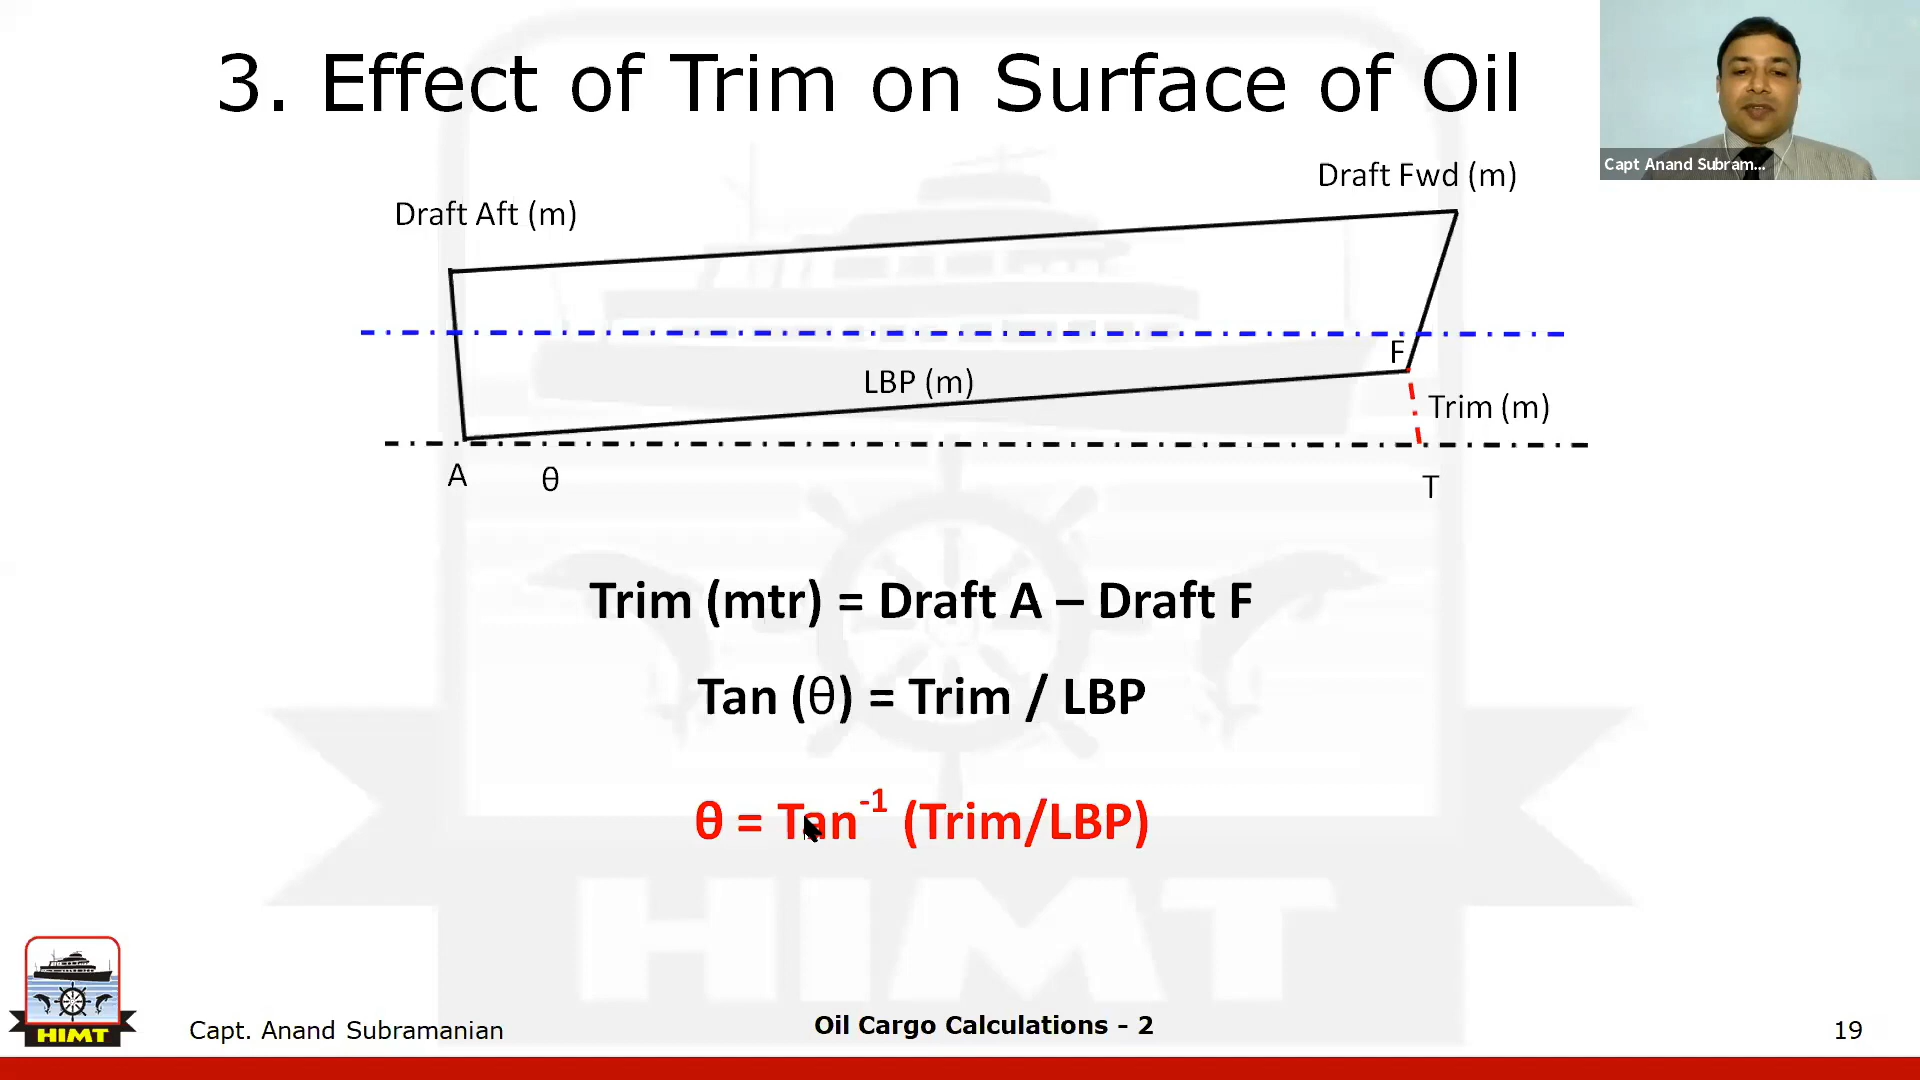 3. Effect of Trim on Surface of Oil
Capt Anand Subram...
Draft Fwd (m)
Draft Aft (m)
F
LBP (m)
Trim (m)
A
θ
T
Trim (mtr) = Draft A – Draft F
Tan (θ) = Trim / LBP
θ = Tan⁻¹ (Trim/LBP)
HIMT
HIMT
Capt. Anand Subramanian
Oil Cargo Calculations - 2
19